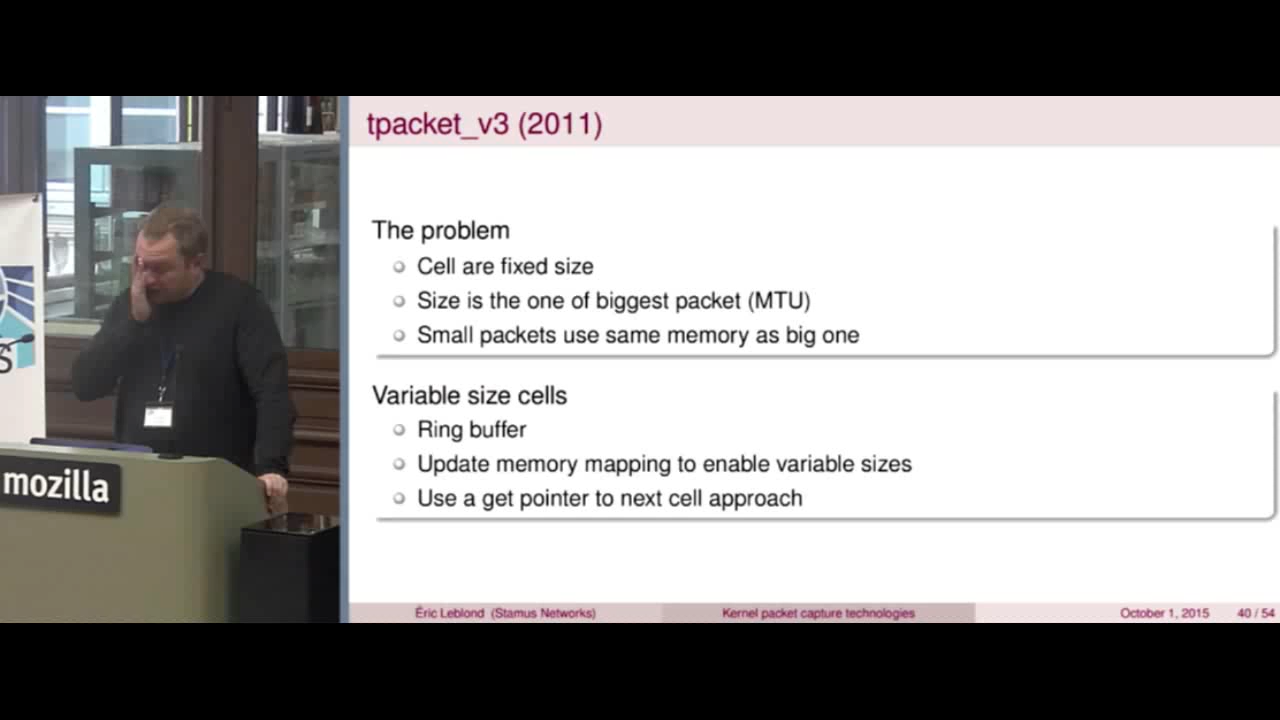 tpacket_v3 (2011)
The problem
Cell are fixed size
Size is the one of biggest packet (MTU)
Small packets use same memory as big one
Variable size cells
Ring buffer
Update memory mapping to enable variable sizes
Use a get pointer to next cell approach
Éric Leblond (Stamus Networks)
Kernel packet capture technologies
October 1, 2015
40 / 54
mozilla
S